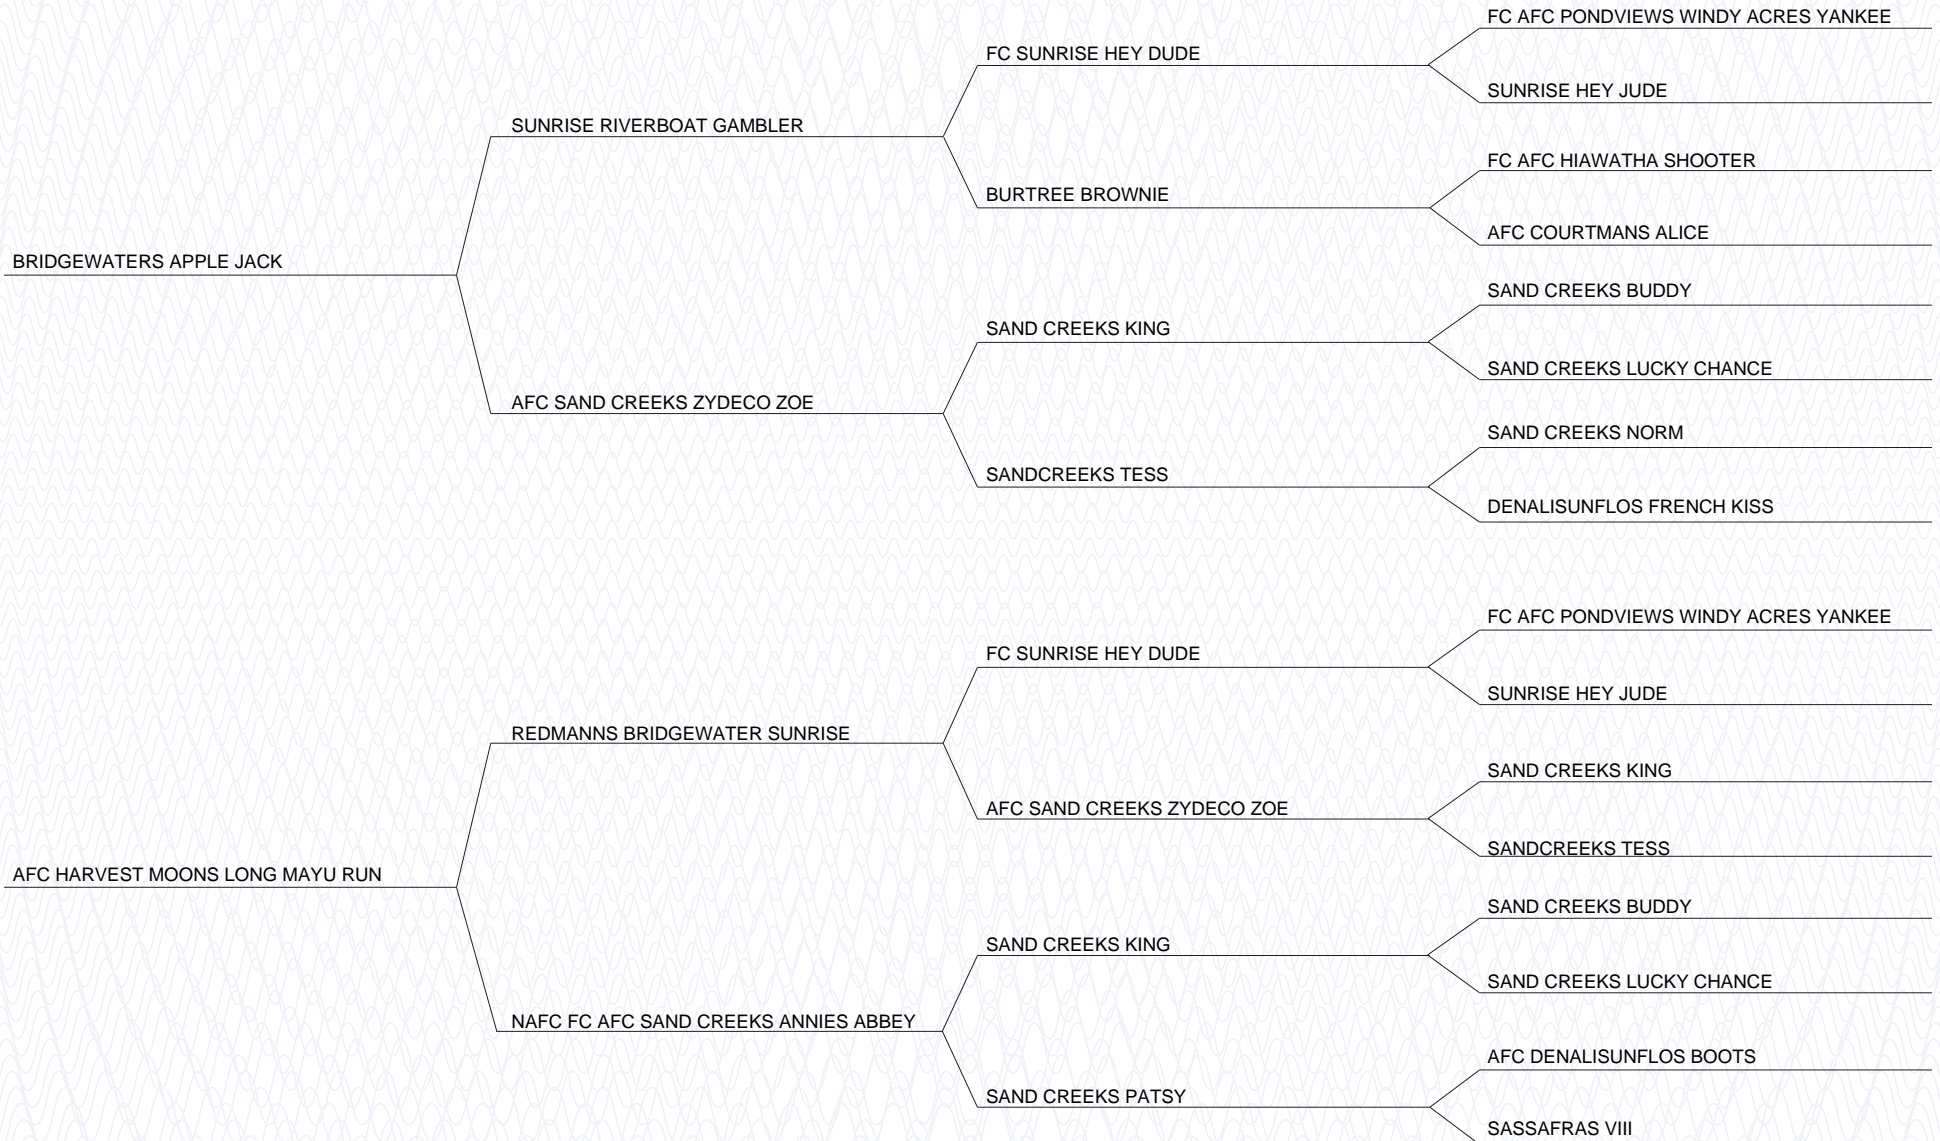 FC AFC PONDVIEWS WINDY ACRES YANKEE
FC SUNRISE HEY DUDE
SUNRISE HEY JUDE
SUNRISE RIVERBOAT GAMBLER
FC AFC HIAWATHA SHOOTER
BURTREE BROWNIE
AFC COURTMANS ALICE
BRIDGEWATERS APPLE JACK
SAND CREEKS BUDDY
SAND CREEKS KING
SAND CREEKS LUCKY CHANCE
AFC SAND CREEKS ZYDECO ZOE
SAND CREEKS NORM
SANDCREEKS TESS
DENALISUNFLOS FRENCH KISS
FC AFC PONDVIEWS WINDY ACRES YANKEE
FC SUNRISE HEY DUDE
SUNRISE HEY JUDE
REDMANNS BRIDGEWATER SUNRISE
SAND CREEKS KING
AFC SAND CREEKS ZYDECO ZOE
SANDCREEKS TESS
AFC HARVEST MOONS LONG MAYU RUN
SAND CREEKS BUDDY
SAND CREEKS KING
SAND CREEKS LUCKY CHANCE
NAFC FC AFC SAND CREEKS ANNIES ABBEY
AFC DENALISUNFLOS BOOTS
SAND CREEKS PATSY
SASSAFRAS VIII